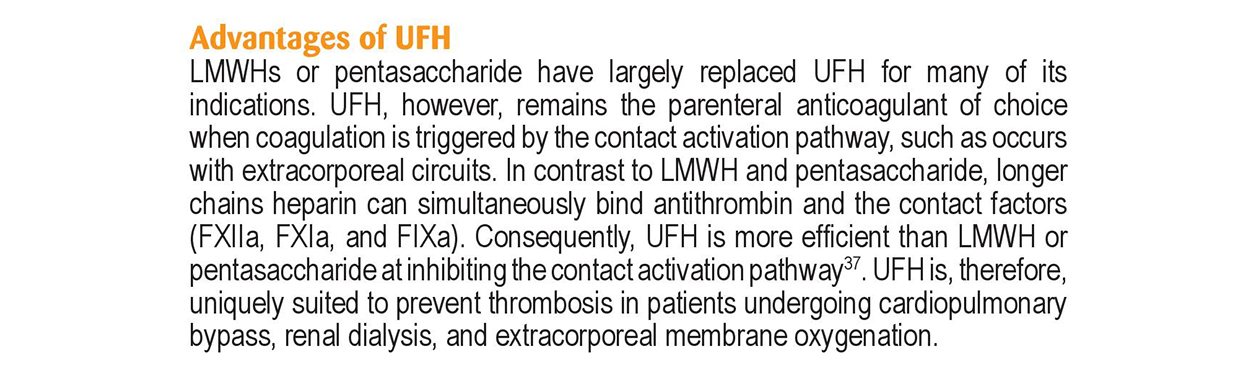 Advantages of UFH
LMWHs or pentasaccharide have largely replaced UFH for many of its
indications. UFH, however, remains the parenteral anticoagulant of choice
when coagulation is triggered by the contact activation pathway, such as occurs
with extracorporeal circuits. In contrast to LMWH and pentasaccharide, longer
chains heparin can simultaneously bind antithrombin and the contact factors
(FXIIa, FXIa, and FIXa). Consequently, UFH is more efficient than LMWH or
pentasaccharide at inhibiting the contact activation pathway³⁷. UFH is, therefore,
uniquely suited to prevent thrombosis in patients undergoing cardiopulmonary
bypass, renal dialysis, and extracorporeal membrane oxygenation.